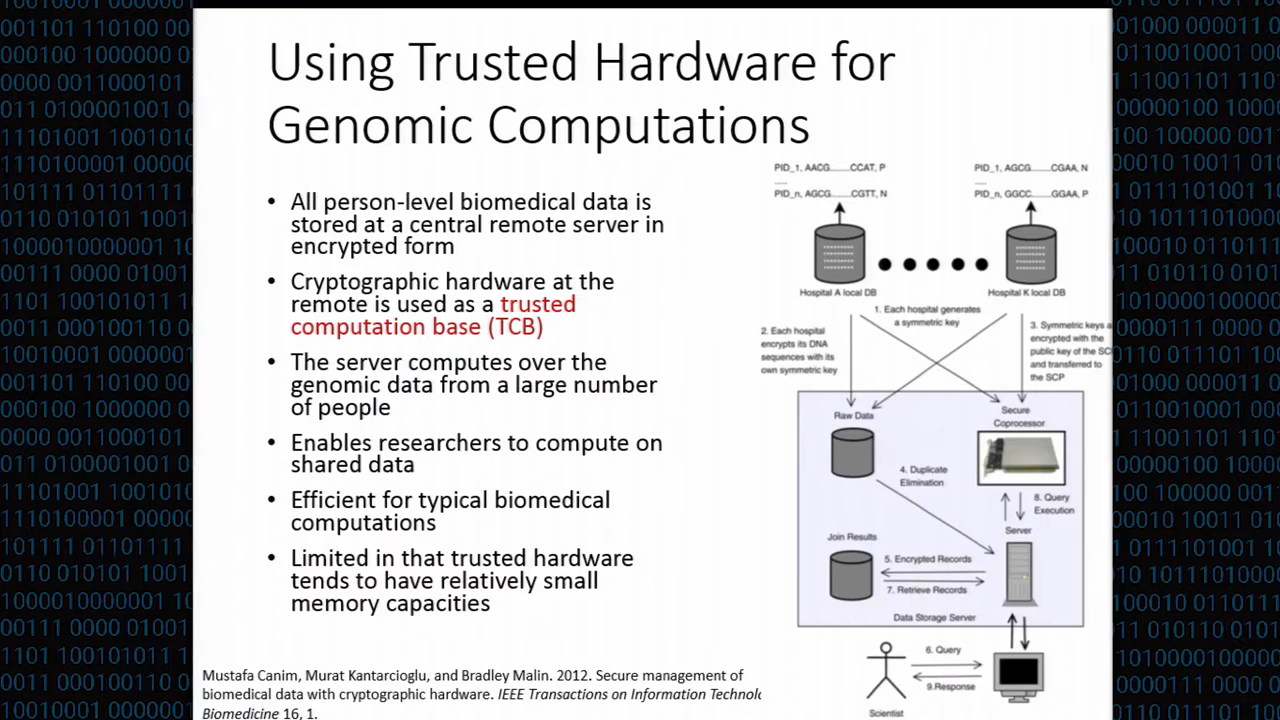 Using Trusted Hardware for
Genomic Computations
• All person-level biomedical data is
stored at a central remote server in
encrypted form
• Cryptographic hardware at the
remote is used as a trusted
computation base (TCB)
• The server computes over the
genomic data from a large number
of people
• Enables researchers to compute on
shared data
• Efficient for typical biomedical
computations
• Limited in that trusted hardware
tends to have relatively small
memory capacities
Mustafa Canim, Murat Kantarcioglu, and Bradley Malin. 2012. Secure management of
biomedical data with cryptographic hardware. IEEE Transactions on Information Technolo
Biomedicine 16, 1.
PID_1, AACG.......CCAT, P
......
PID_n, AGCG.......CGTT, N
PID_1, AGCG.......CGAA, N
......
PID_n, GGCC.......GGAA, P
Hospital A local DB
Hospital K local DB
1. Each hospital generates
a symmetric key
2. Each hospital
encrypts its DNA
sequences with its
own symmetric key
3. Symmetric keys a
encrypted with the
public key of the SC
and transferred to
the SCP
Raw Data
Secure
Coprocessor
4. Duplicate
Elimination
8. Query
Execution
Server
Join Results
5. Encrypted Records
7. Retrieve Records
Data Storage Server
6. Query
9.Response
Scientist